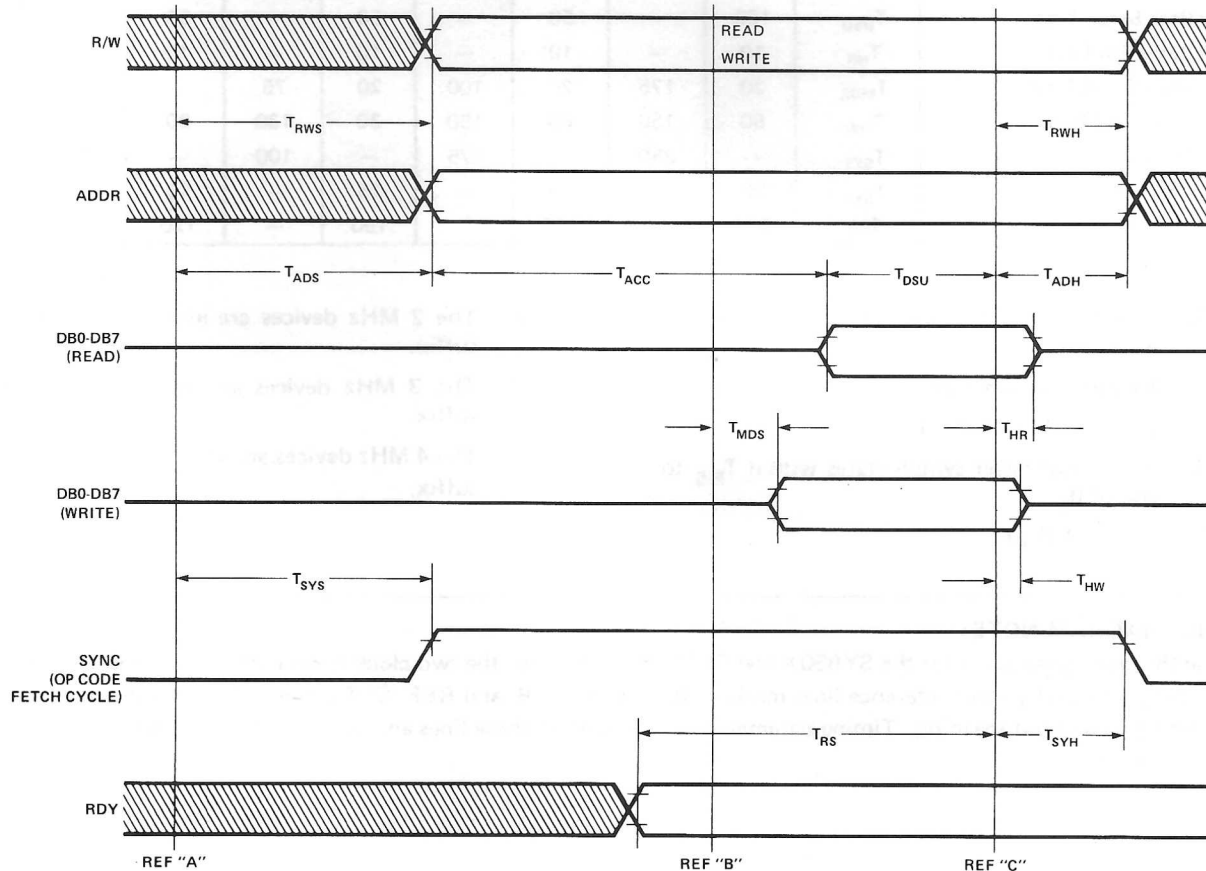 R/W
READ
WRITE
T_RWS
T_RWH
ADDR
T_ADS
T_ACC
T_DSU
T_ADH
DB0-DB7
(READ)
T_MDS
T_HR
DB0-DB7
(WRITE)
T_SYS
T_HW
SYNC
(OP CODE
FETCH CYCLE)
T_RS
T_SYH
RDY
REF "A"
REF "B"
REF "C"